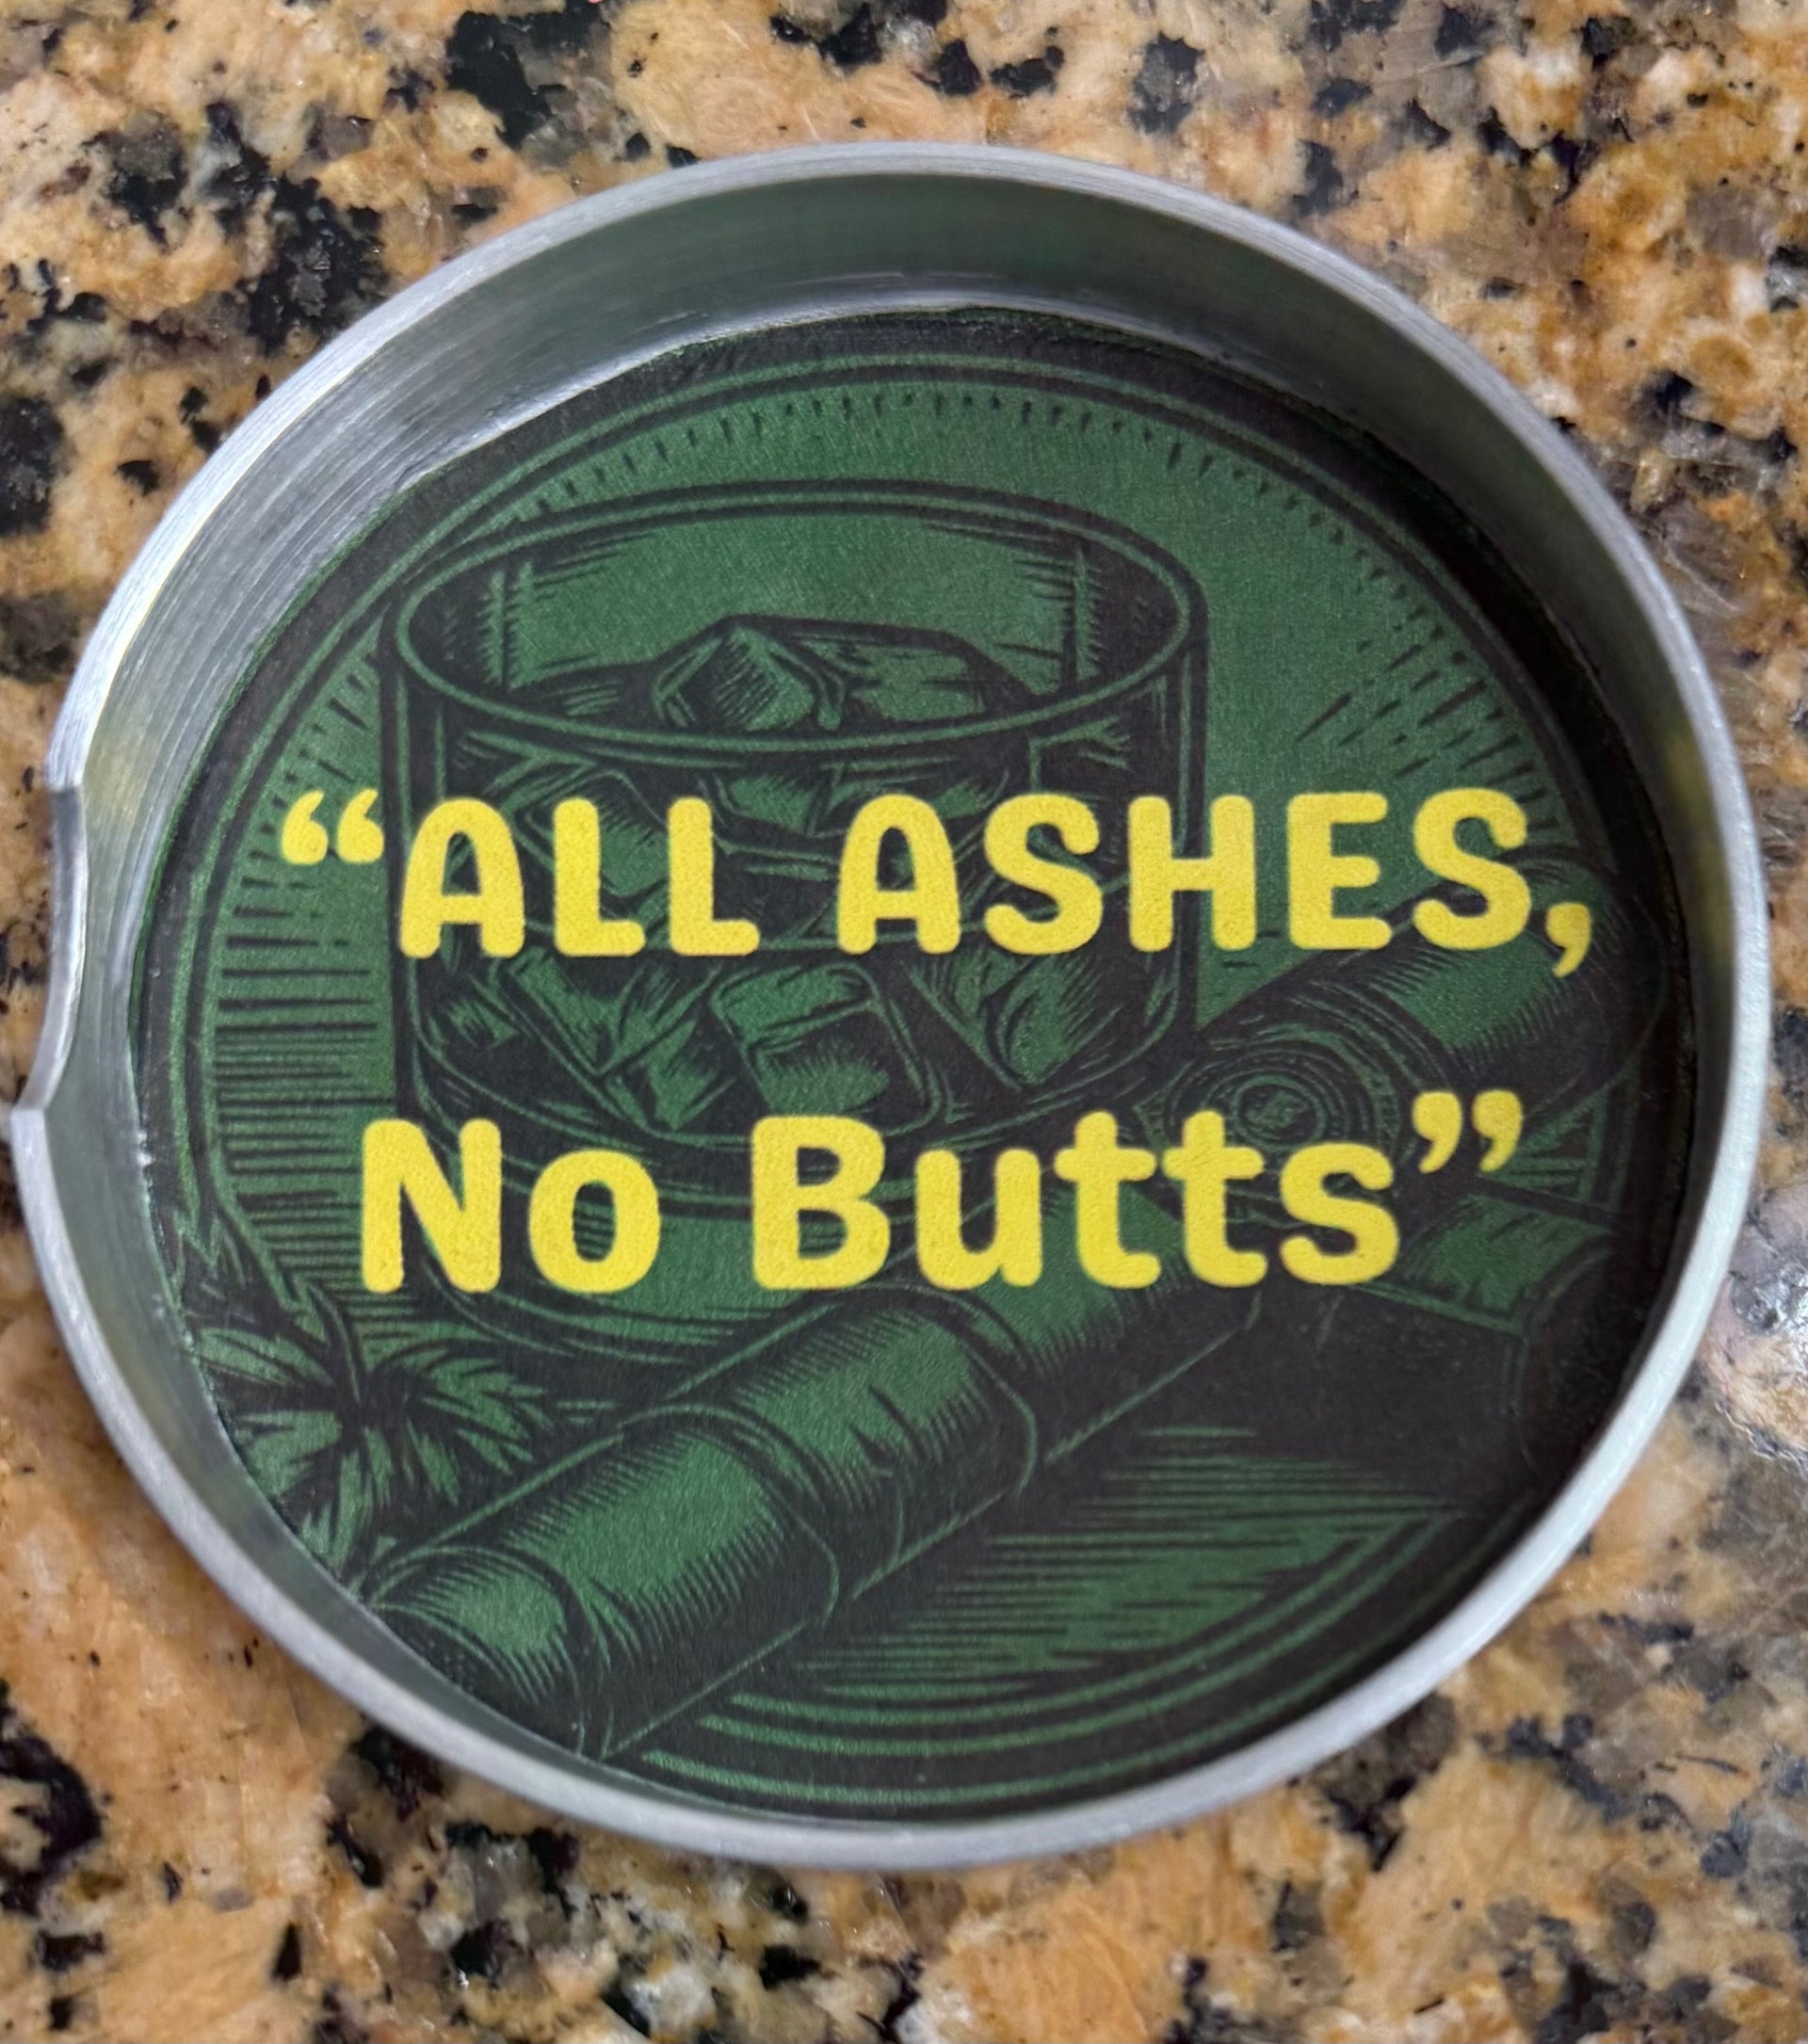 “ALL ASHES,
No Butts”